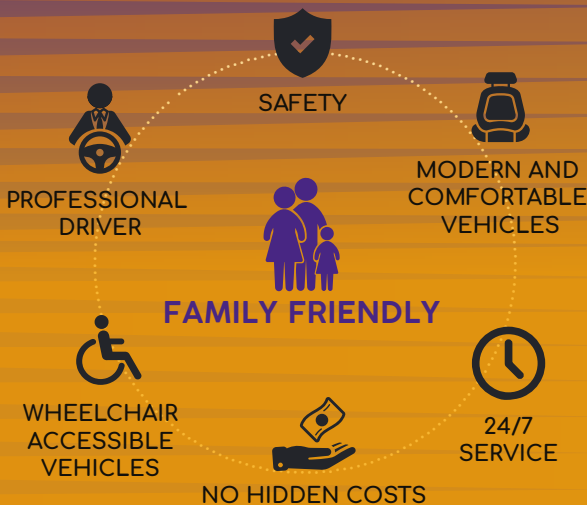 SAFETY
PROFESSIONAL
DRIVER
MODERN AND
COMFORTABLE
VEHICLES
FAMILY FRIENDLY
WHEELCHAIR
ACCESSIBLE
VEHICLES
24/7
SERVICE
NO HIDDEN COSTS